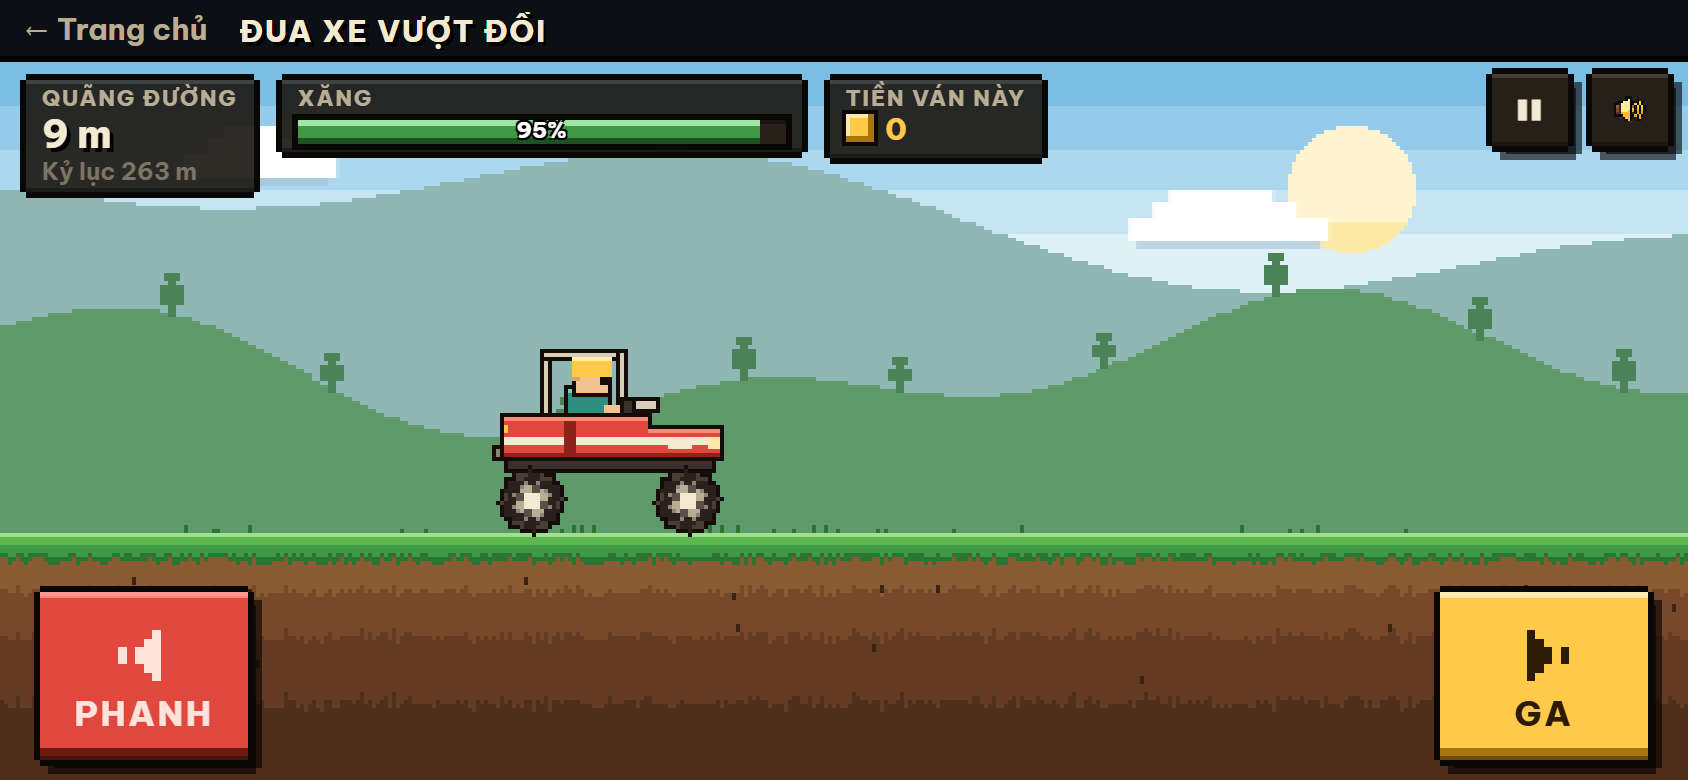 ← Trang chủ
ĐUA XE VƯỢT ĐỒI
QUÃNG ĐƯỜNG
9 m
Kỷ lục 263 m
XĂNG
95%
TIỀN VÁN NÀY
0
PHANH
GA